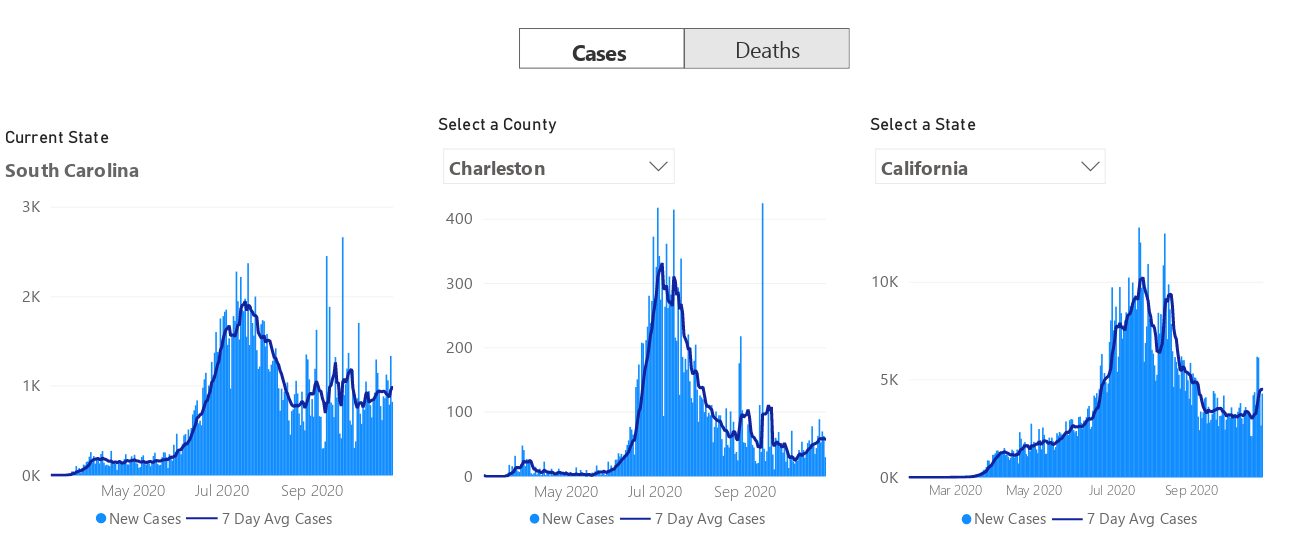 Cases Deaths
Current State
South Carolina
3K
2K
1K
0K
May 2020 Jul 2020 Sep 2020
New Cases 7 Day Avg Cases
Select a County
Charleston
400
300
200
100
0
May 2020 Jul 2020 Sep 2020
New Cases 7 Day Avg Cases
Select a State
California
10K
5K
0K
Mar 2020 May 2020 Jul 2020 Sep 2020
New Cases 7 Day Avg Cases